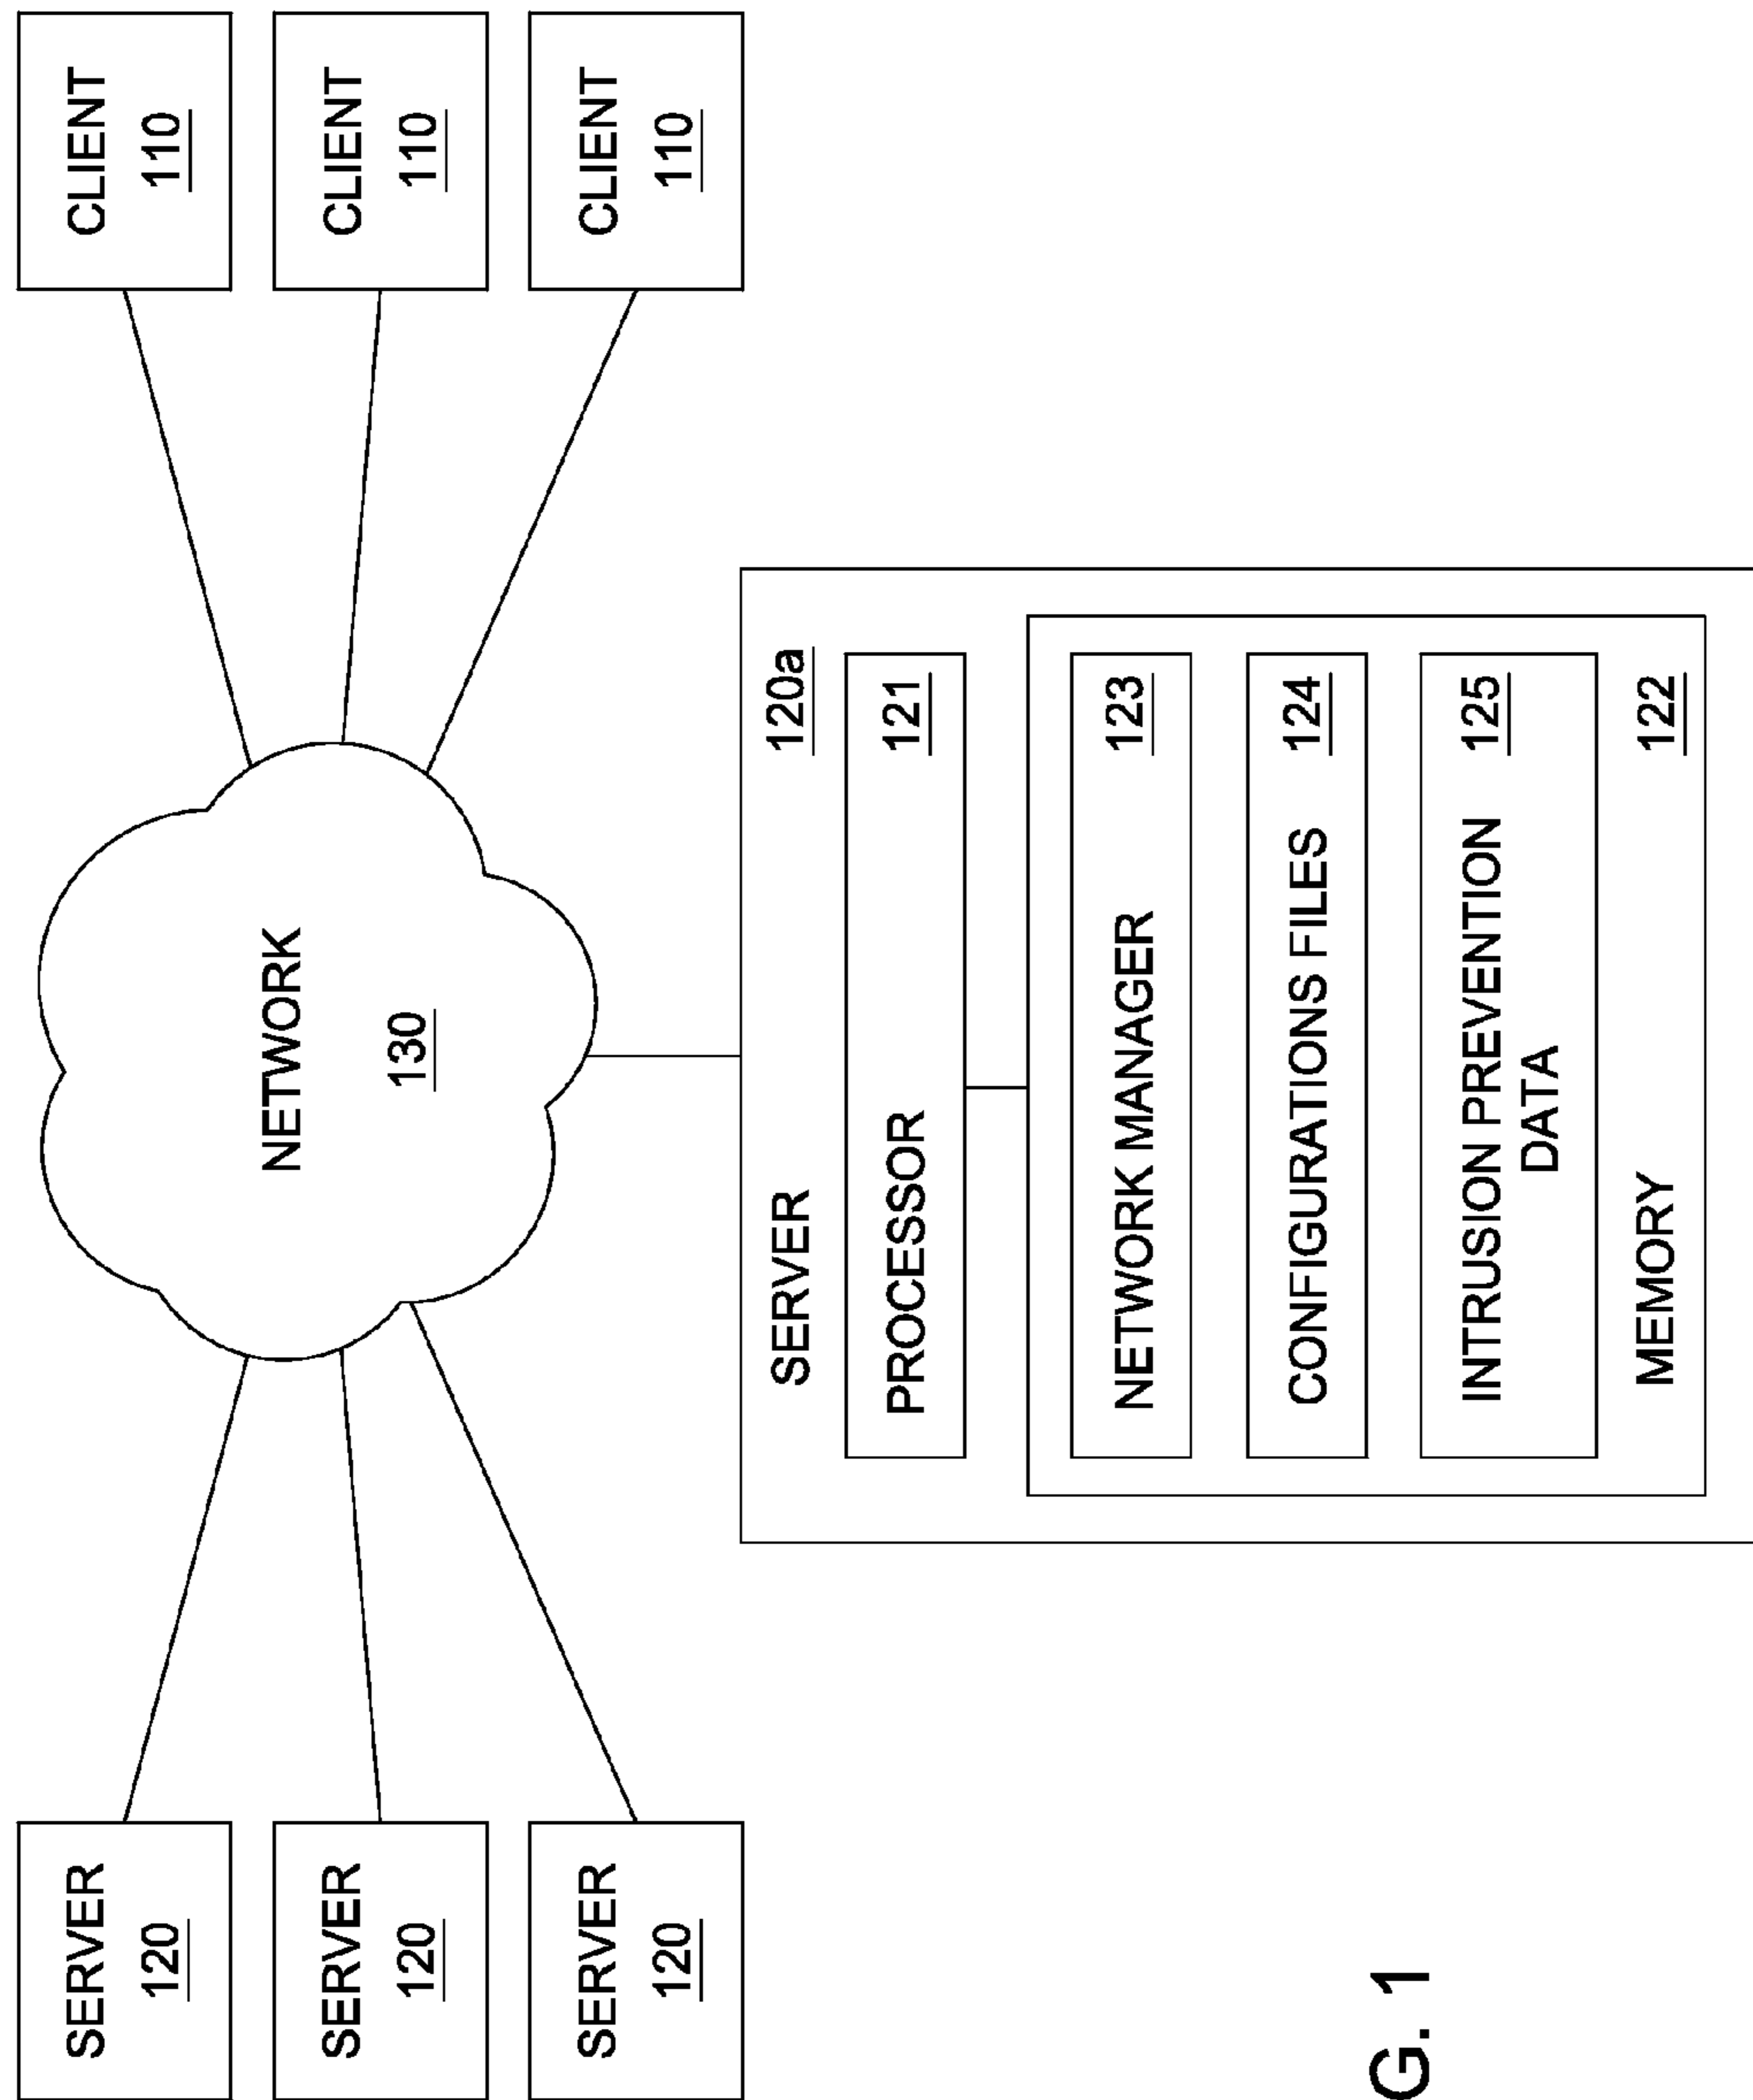 SERVER
120
SERVER
120
SERVER
120
NETWORK
130
CLIENT
110
CLIENT
110
CLIENT
110
SERVER 120a
PROCESSOR 121
NETWORK MANAGER 123
CONFIGURATIONS FILES 124
INTRUSION PREVENTION 125
DATA
MEMORY 122
G. 1